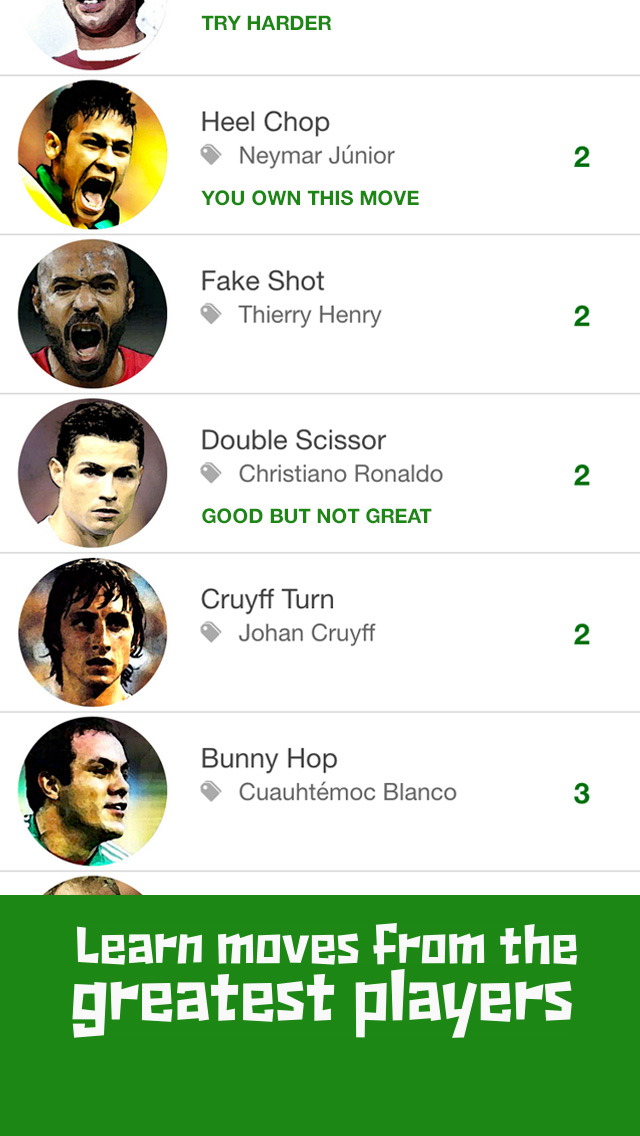 TRY HARDER
Heel Chop
Neymar Júnior
2
YOU OWN THIS MOVE
Fake Shot
Thierry Henry
2
Double Scissor
Christiano Ronaldo
2
GOOD BUT NOT GREAT
Cruyff Turn
Johan Cruyff
2
Bunny Hop
Cuauhtémoc Blanco
3
Learn moves from the
greatest players